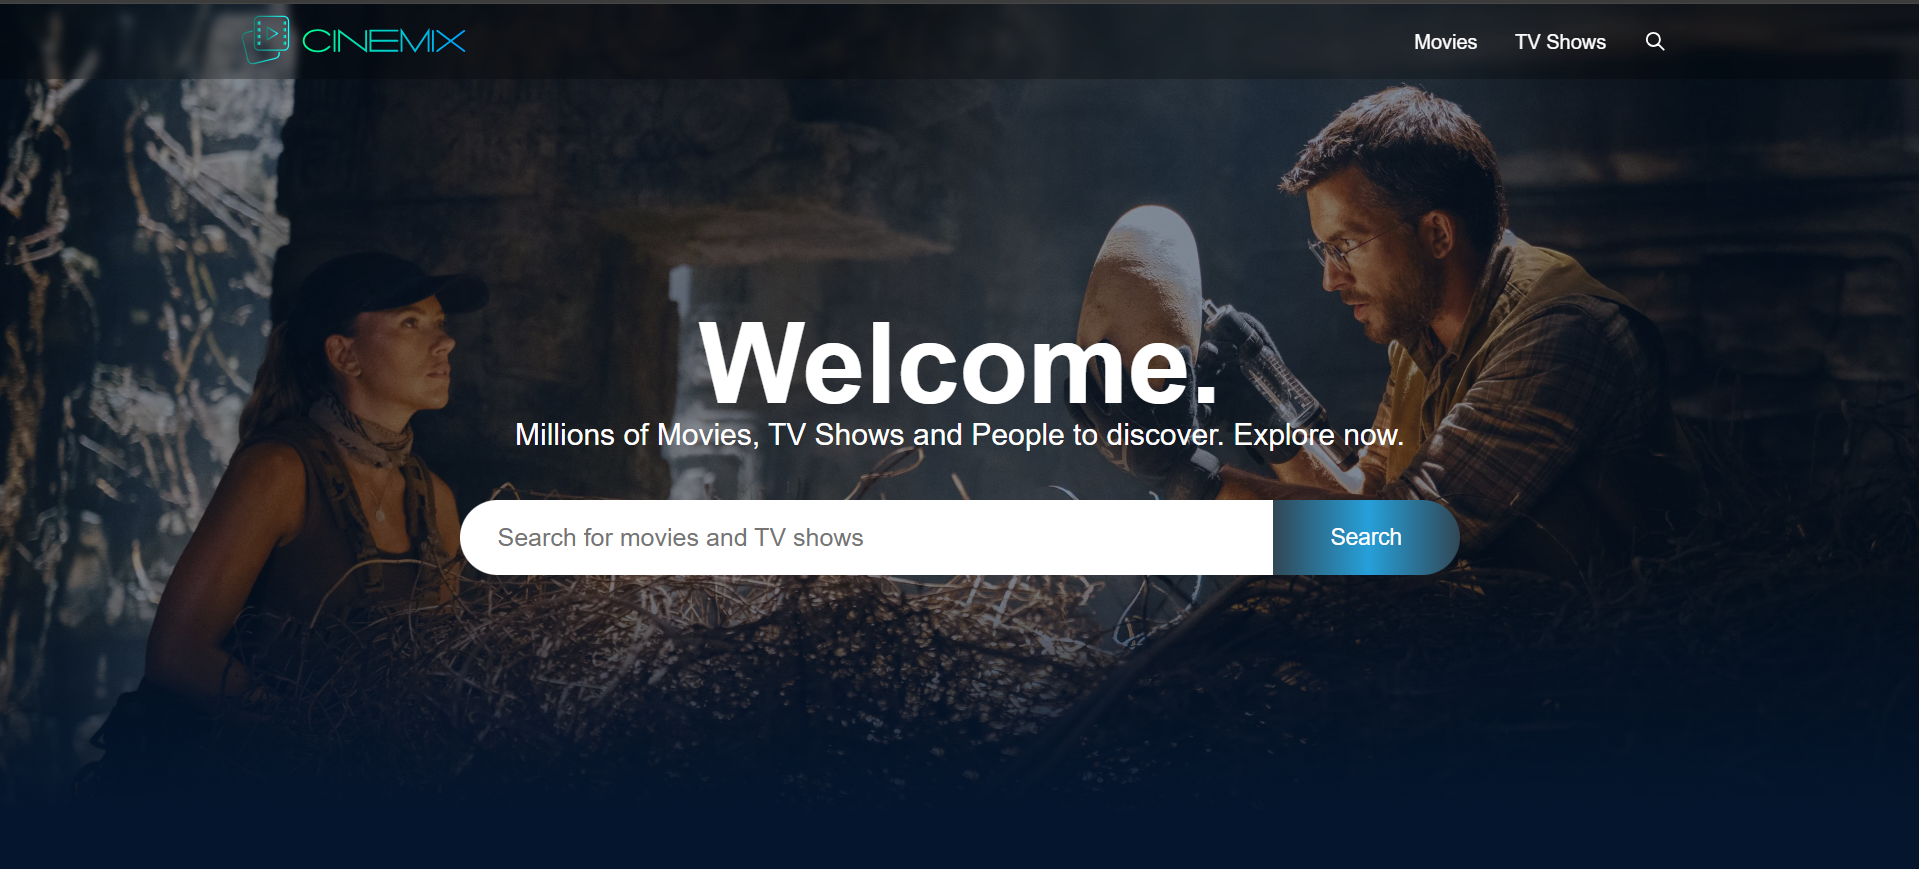 CINEMIX
Movies TV Shows
Welcome.
Millions of Movies, TV Shows and People to discover. Explore now.
Search for movies and TV shows
Search